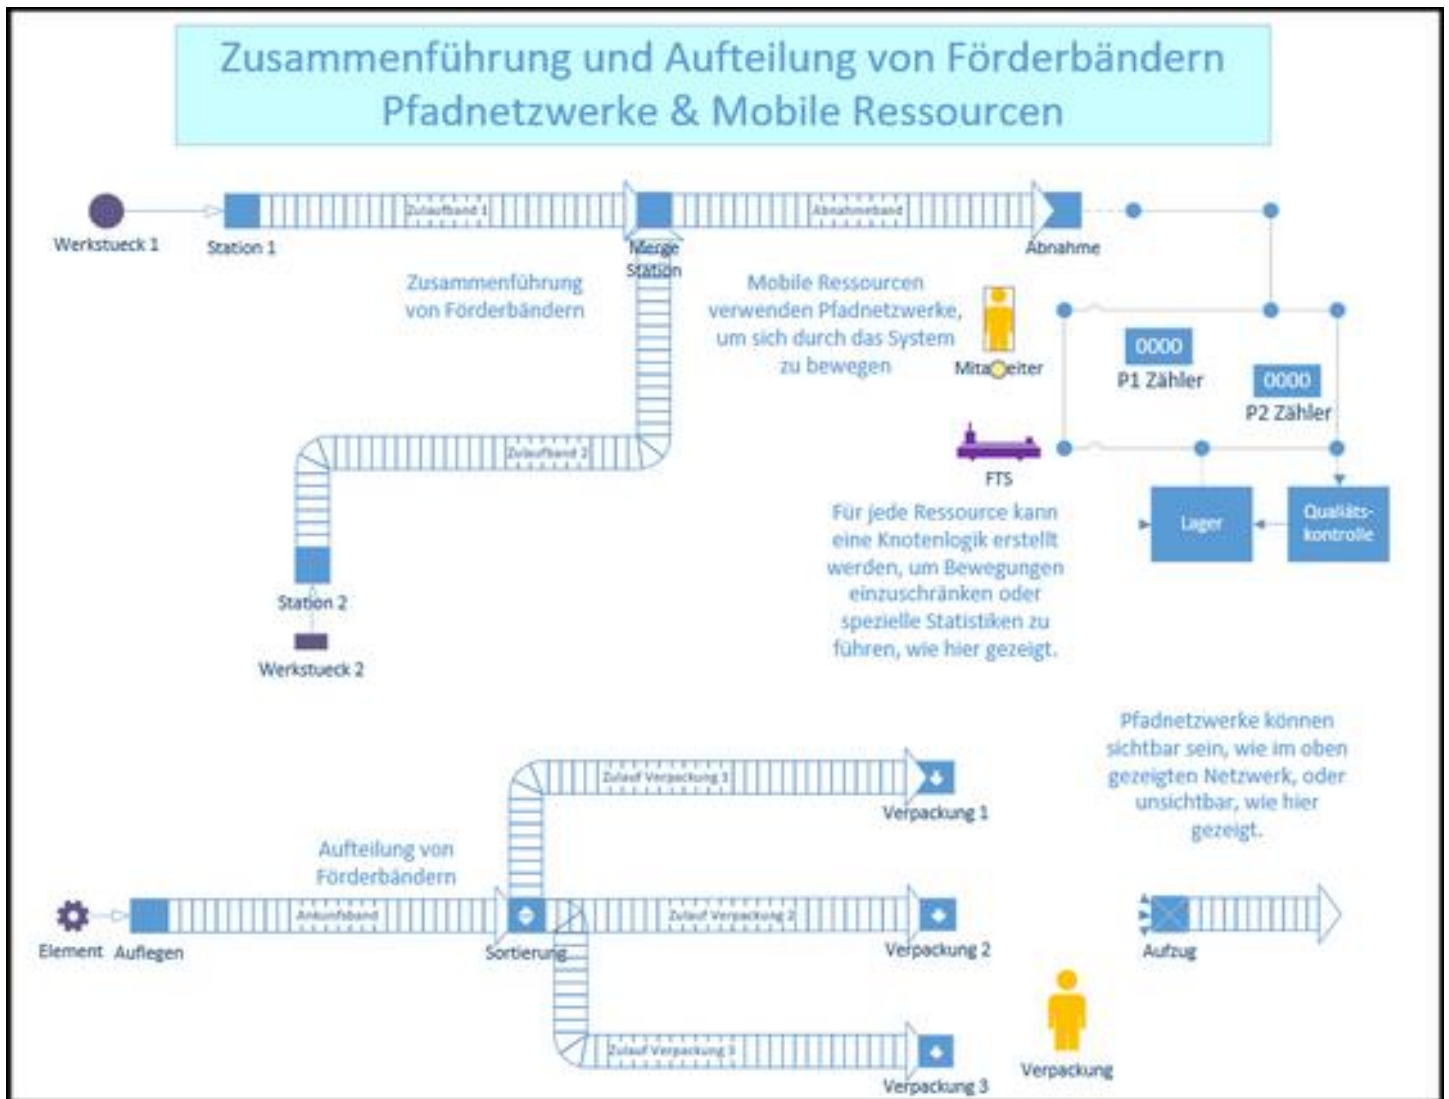 Zusammenführung und Aufteilung von Förderbändern
Pfadnetzwerke & Mobile Ressourcen
Werkstueck 1
Station 1
Zulaufband 1
Merge
Station
Abnahmeband
Abnahme
Zusammenführung
von Förderbändern
Mobile Ressourcen
verwenden Pfadnetzwerke,
um sich durch das System
zu bewegen
0000
P1 Zähler
0000
P2 Zähler
Zulaufband 2
FTS
Für jede Ressource kann
eine Knotenlogik erstellt
werden, um Bewegungen
einzuschränken oder
spezielle Statistiken zu
führen, wie hier gezeigt.
Lager
Qualiäts-
kontrolle
Station 2
Werkstueck 2
Pfadnetzwerke können
sichtbar sein, wie im oben
gezeigten Netzwerk, oder
unsichtbar, wie hier
gezeigt.
Verpackung 1
Aufteilung von
Förderbändern
Element
Auflegen
Ankunfsband
Sortierung
Zulauf Verpackung 2
Verpackung 2
Aufzug
Zulauf Verpackung 3
Verpackung 3
Verpackung